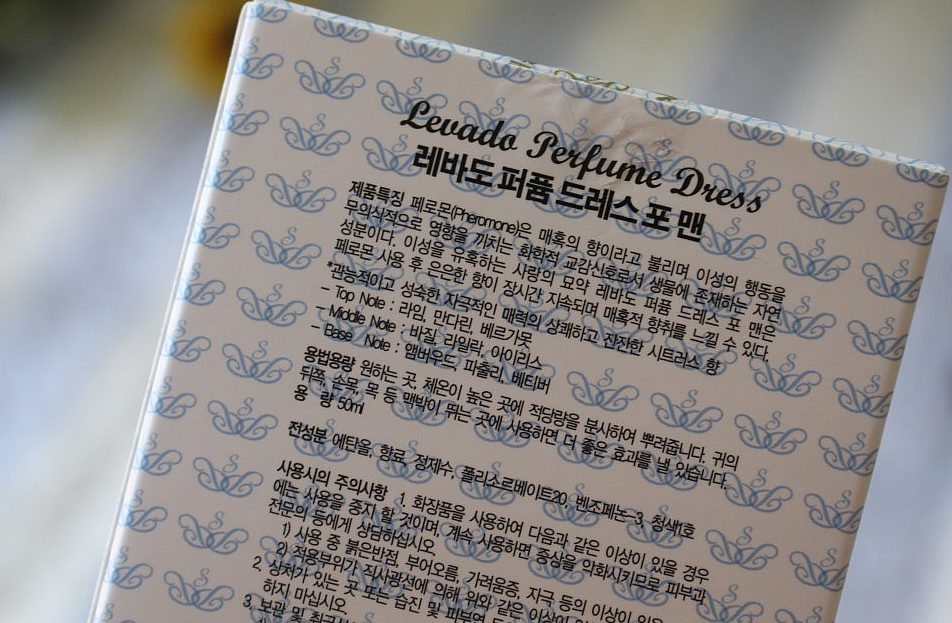 Levado Perfume Dress
레바도 퍼퓸 드레스 포 맨
제품특징 페로몬(Pheromone)은 매혹의 향이라고 불리며 이성의 행동을
무의식적으로 영향을 끼치는 화학적 교감신호로서 생물에 존재하는 자연
성분이다. 이성을 유혹하는 사랑의 묘약 레바도 퍼퓸 드레스 포 맨은
페로몬 사용 후 은은한 향이 장시간 지속되며 매혹적 향취를 느낄 수 있다.
*관능적이고 성숙한 자극적인 매력의 상쾌하고 잔잔한 시트러스 향
- Top Note : 라임, 만다린, 베르가못
- Middle Note : 바질, 라일락, 아이리스
- Base Note : 앰버우드, 파출리, 베티버
용법용량 원하는 곳, 체온이 높은 곳에 적당량을 분사하여 뿌려줍니다. 귀의
뒤쪽, 손목, 목 등 맥박이 뛰는 곳에 사용하면 더 좋은 효과를 낼 있습니다.
용 량 50ml
전성분 에탄올, 향료, 정제수, 폴리소르베이트20, 벤조페논-3, 청색1호
사용시의 주의사항 1. 화장품을 사용하여 다음과 같은 이상이 있을 경우
에는 사용을 중지 할 것이며, 계속 사용하면 증상을 악화시키므로 피부과
전문의 등에게 상담하십시오.
1) 사용 중 붉은반점, 부어오름, 가려움증, 자극 등의 이상이 있을
2) 적용부위가 직사광선에 의해 위와 같은 이상이 있
2. 상처가 있는 곳 또는 습진 및 피부염
하지 마십시오.
3. 보관 및